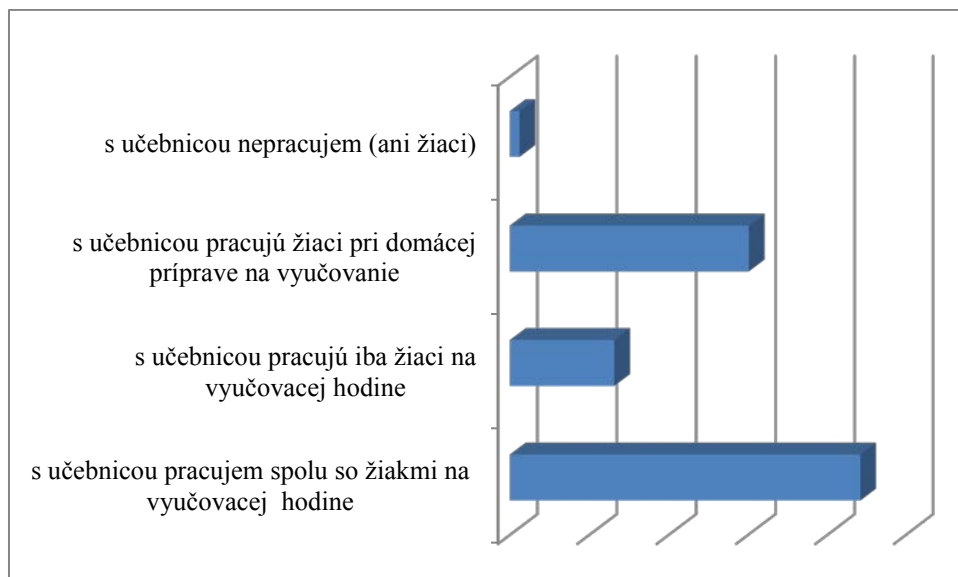 s učebnicou nepracujem (ani žiaci)
s učebnicou pracujú žiaci pri domácej
príprave na vyučovanie
s učebnicou pracujú iba žiaci na
vyučovacej hodine
s učebnicou pracujem spolu so žiakmi na
vyučovacej  hodine